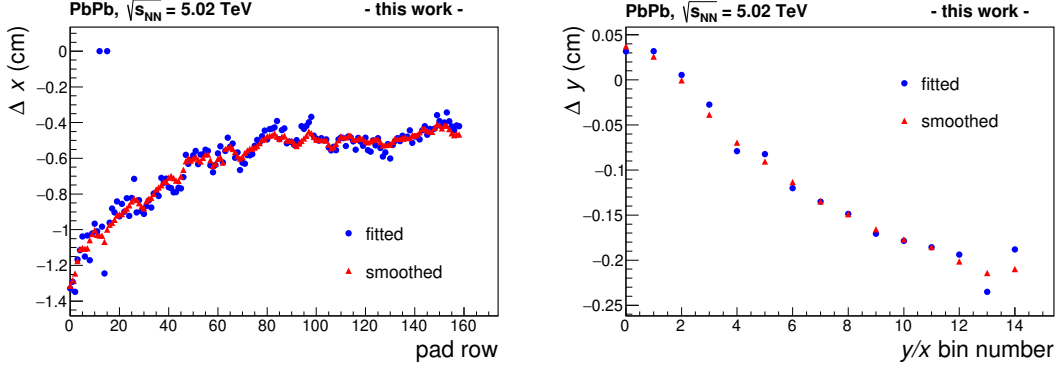 PbPb, √s_NN = 5.02 TeV - this work -
Δ x (cm)
0
−0.2
−0.4
−0.6
−0.8
−1
−1.2
−1.4
fitted
smoothed
0 20 40 60 80 100 120 140 160
pad row
PbPb, √s_NN = 5.02 TeV - this work -
Δ y (cm)
0.05
0
−0.05
−0.1
−0.15
−0.2
−0.25
fitted
smoothed
0 2 4 6 8 10 12 14
y/x bin number